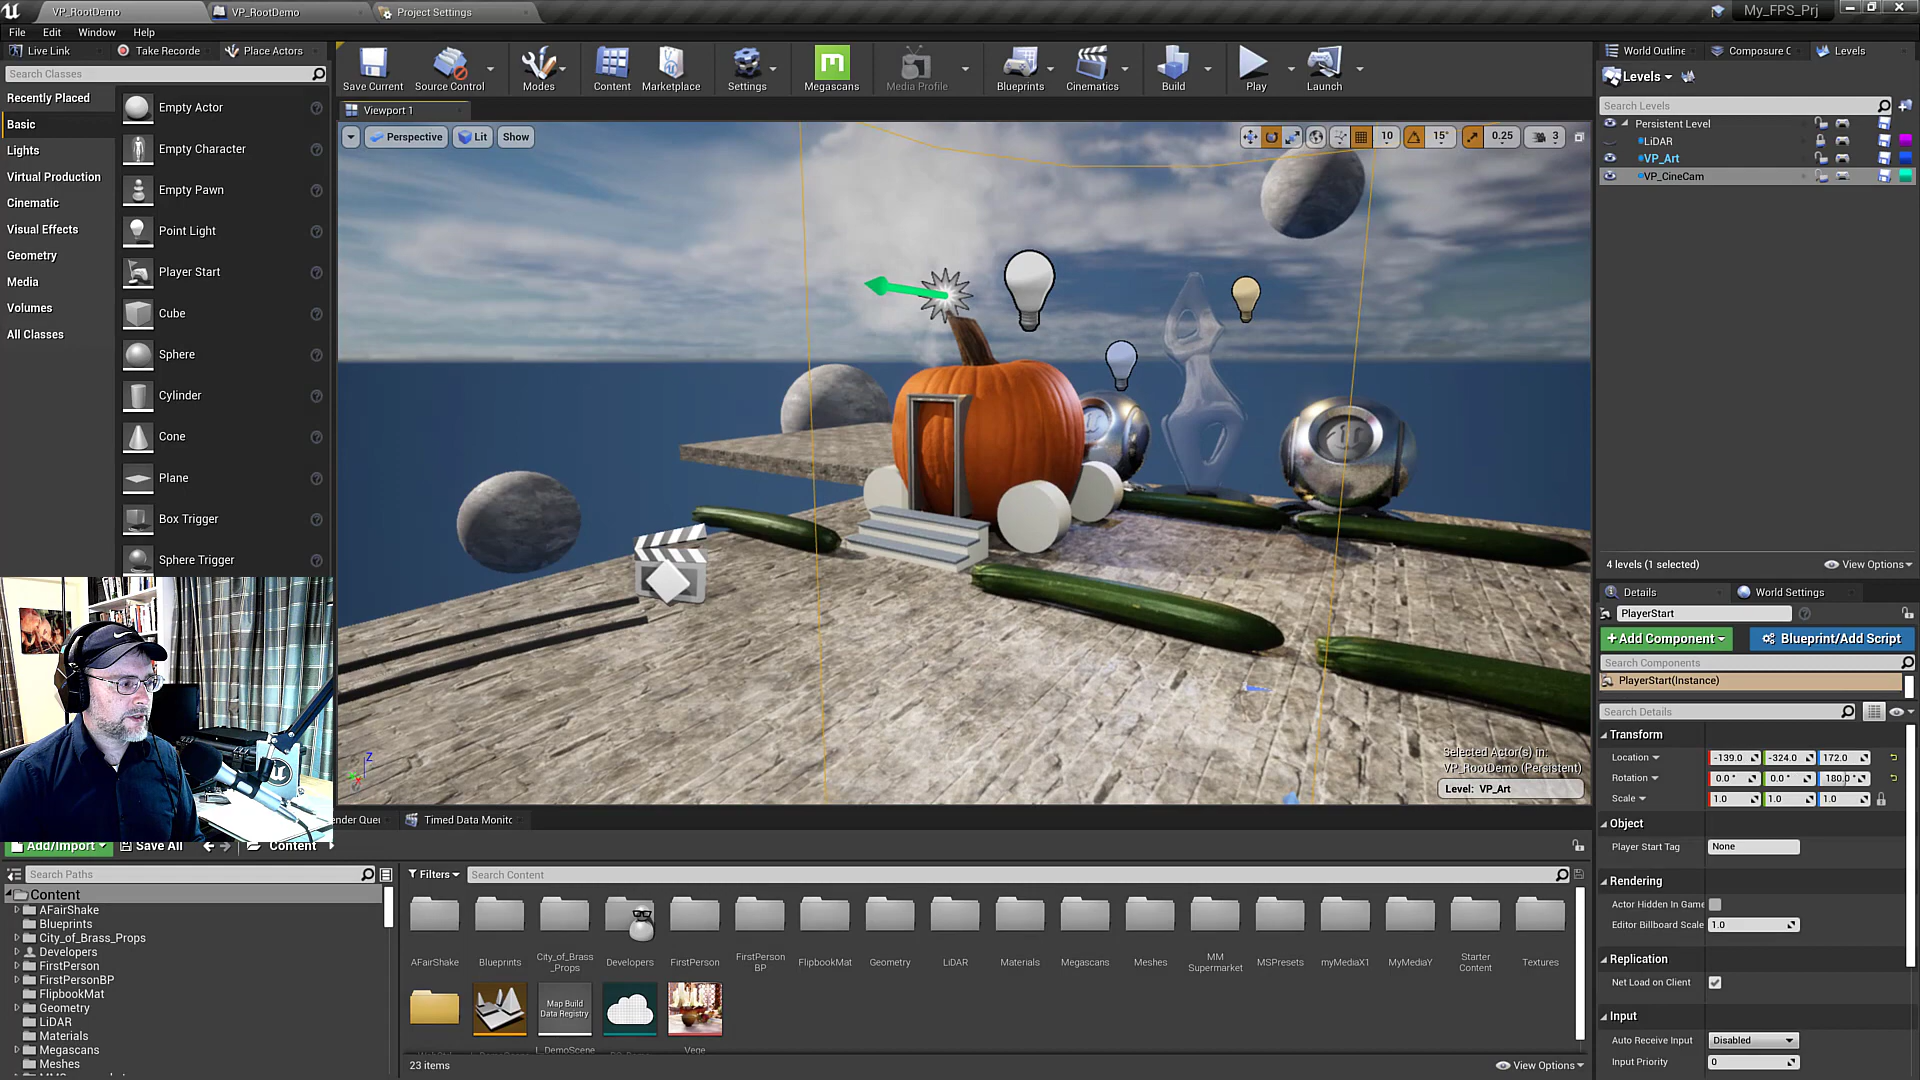 VP_RootDemo
VP_RootDemo
Project Settings
My_FPS_Prj
File
Edit
Window
Help
Live Link
Take Recorde
Place Actors
World Outline
Composure C
Levels
Search Classes
Recently Placed
Basic
Lights
Virtual Production
Cinematic
Visual Effects
Geometry
Media
Volumes
All Classes
Empty Actor
Empty Character
Empty Pawn
Point Light
Player Start
Cube
Sphere
Cylinder
Cone
Plane
Box Trigger
Sphere Trigger
Save Current
Source Control
Modes
Content
Marketplace
Settings
Megascans
Media Profile
Blueprints
Cinematics
Build
Play
Launch
Viewport 1
Perspective
Lit
Show
10
15°
0.25
3
Selected Actor(s) in:
VP_RootDemo (Persistent)
Level: VP_Art
Levels
Search Levels
Persistent Level
LiDAR
VP_Art
VP_CineCam
4 levels (1 selected)
View Options
Details
World Settings
PlayerStart
+Add Component
Blueprint/Add Script
Search Components
PlayerStart(Instance)
Search Details
Transform
Location
-139.0
-324.0
172.0
Rotation
0.0°
0.0°
180.0°
Scale
1.0
1.0
1.0
Object
Player Start Tag
None
Rendering
Actor Hidden In Game
Editor Billboard Scale
1.0
Replication
Net Load on Client
Input
Auto Receive Input
Disabled
Input Priority
0
ender Queu
Timed Data Monito
Add/Import
Save All
Content
Search Paths
Content
AFairShake
Blueprints
City_of_Brass_Props
Developers
FirstPerson
FirstPersonBP
FlipbookMat
Geometry
LiDAR
Materials
Megascans
Meshes
Filters
Search Content
AFairShake
Blueprints
City_of_Brass
_Props
Developers
FirstPerson
FirstPerson
BP
FlipbookMat
Geometry
LiDAR
Materials
Megascans
Meshes
MM
Supermarket
MSPresets
myMediaX1
MyMediaY
Starter
Content
Textures
Map Build
Data Registry
L_DemoScene
Vege
23 items
View Options